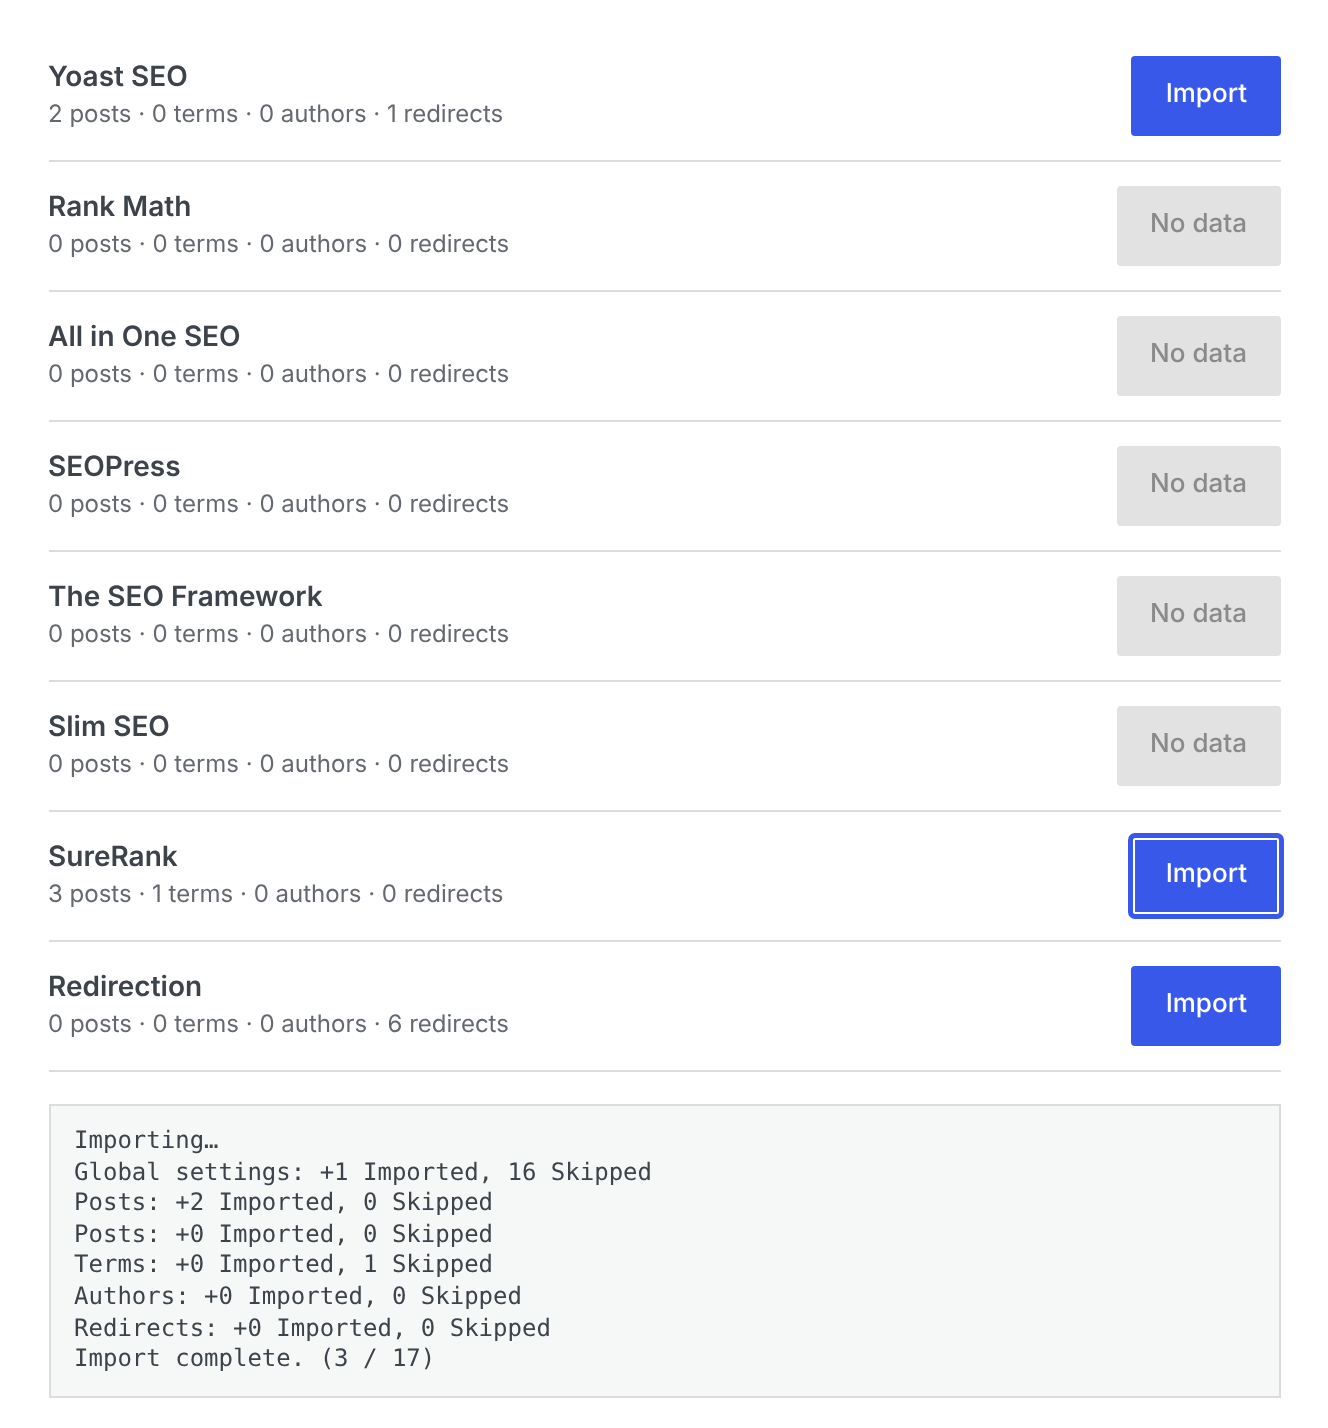 Yoast SEO
2 posts · 0 terms · 0 authors · 1 redirects
Import
Rank Math
0 posts · 0 terms · 0 authors · 0 redirects
No data
All in One SEO
0 posts · 0 terms · 0 authors · 0 redirects
No data
SEOPress
0 posts · 0 terms · 0 authors · 0 redirects
No data
The SEO Framework
0 posts · 0 terms · 0 authors · 0 redirects
No data
Slim SEO
0 posts · 0 terms · 0 authors · 0 redirects
No data
SureRank
3 posts · 1 terms · 0 authors · 0 redirects
Import
Redirection
0 posts · 0 terms · 0 authors · 6 redirects
Import
Importing…
Global settings: +1 Imported, 16 Skipped
Posts: +2 Imported, 0 Skipped
Posts: +0 Imported, 0 Skipped
Terms: +0 Imported, 1 Skipped
Authors: +0 Imported, 0 Skipped
Redirects: +0 Imported, 0 Skipped
Import complete. (3 / 17)